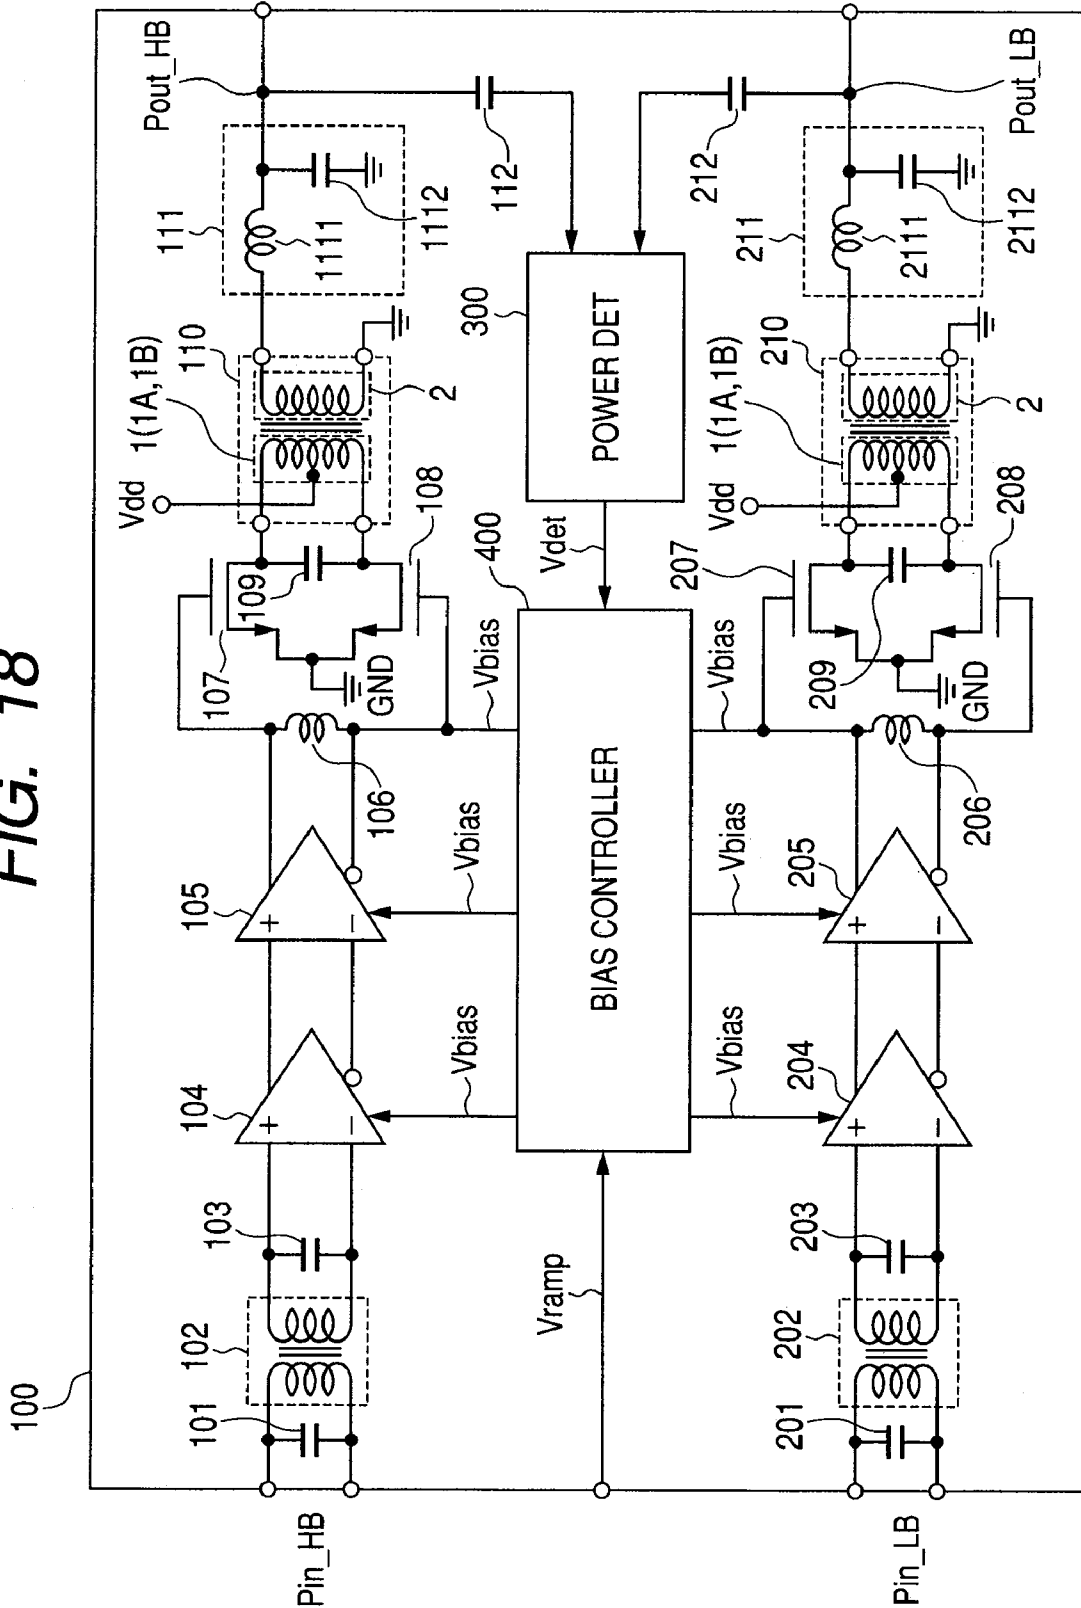 FIG. 18
100
Pin_HB
101
102
103
104
105
106
107
GND
109
108
Vdd
1(1A,1B)
110
2
111
1111
1112
Pout_HB
112
Vramp
Vbias
Vbias
Vbias
BIAS CONTROLLER
400
Vdet
POWER DET
300
Vbias
Vbias
Vbias
212
Pin_LB
201
202
203
204
205
206
207
GND
209
208
Vdd
1(1A,1B)
210
2
211
2111
2112
Pout_LB